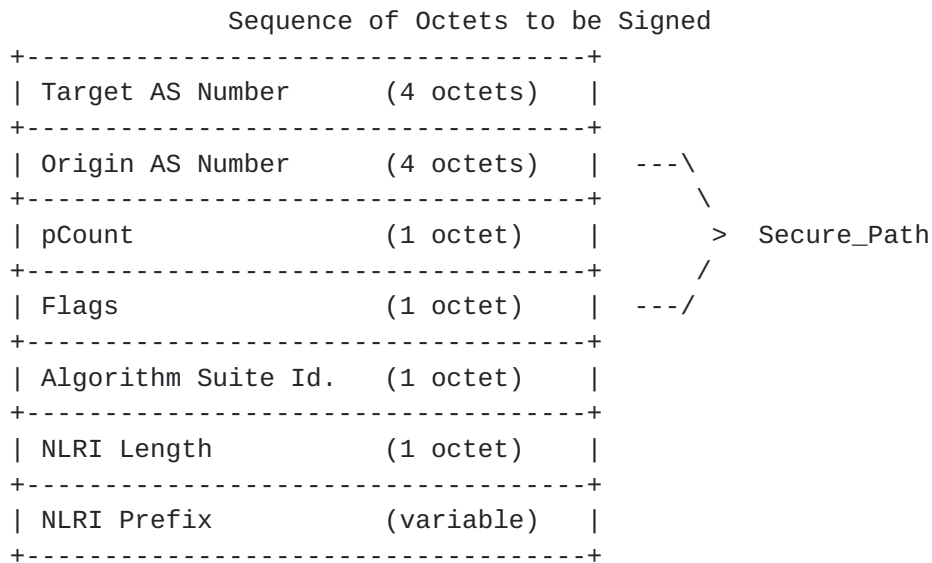 Sequence of Octets to be Signed
+------------------------------------+
| Target AS Number      (4 octets)   |
+------------------------------------+
| Origin AS Number      (4 octets)   |  ---\
+------------------------------------+      \
| pCount                (1 octet)    |       >  Secure_Path
+------------------------------------+      /
| Flags                 (1 octet)    |  ---/
+------------------------------------+
| Algorithm Suite Id.   (1 octet)    |
+------------------------------------+
| NLRI Length           (1 octet)    |
+------------------------------------+
| NLRI Prefix           (variable)   |
+------------------------------------+